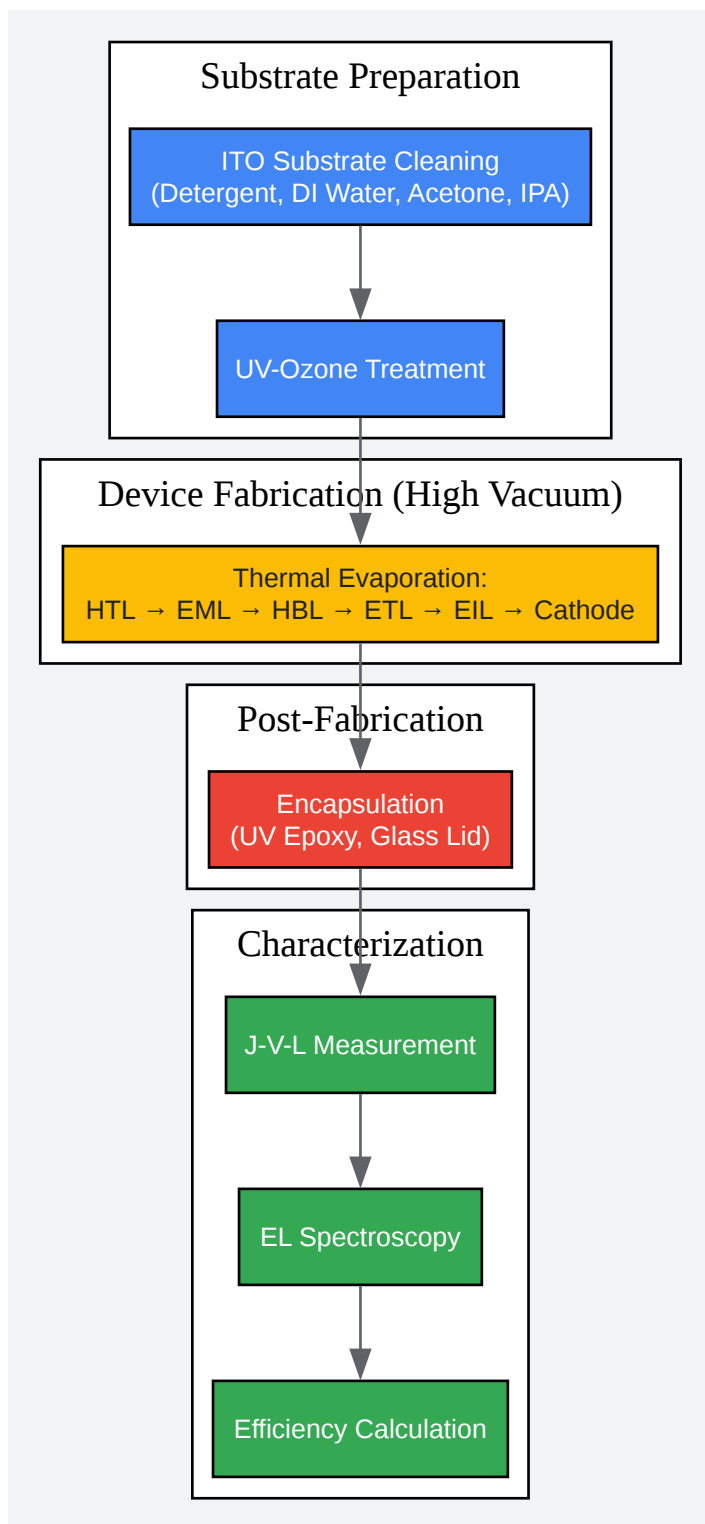 Substrate Preparation
ITO Substrate Cleaning
(Detergent, DI Water, Acetone, IPA)
UV-Ozone Treatment
Device Fabrication (High Vacuum)
Thermal Evaporation:
HTL → EML → HBL → ETL → EIL → Cathode
Post-Fabrication
Encapsulation
(UV Epoxy, Glass Lid)
Characterization
J-V-L Measurement
EL Spectroscopy
Efficiency Calculation